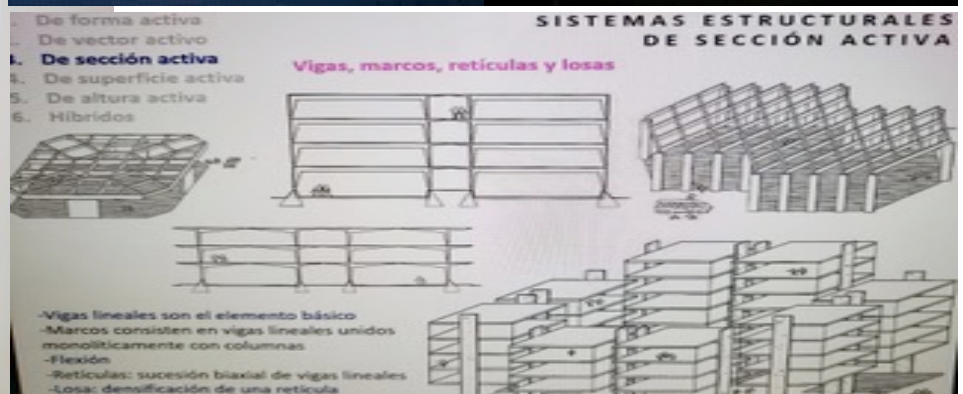 De forma activa
De vector activo
De sección activa
4. De superficie activa
5. De altura activa
6. Híbridos
SISTEMAS ESTRUCTURALES
DE SECCIÓN ACTIVA
Vigas, marcos, retículas y losas
-Vigas lineales son el elemento básico
-Marcos consisten en vigas lineales unidos
monolíticamente con columnas
-Flexión
-Retículas: sucesión biaxial de vigas lineales
-Losa: densificación de una retícula